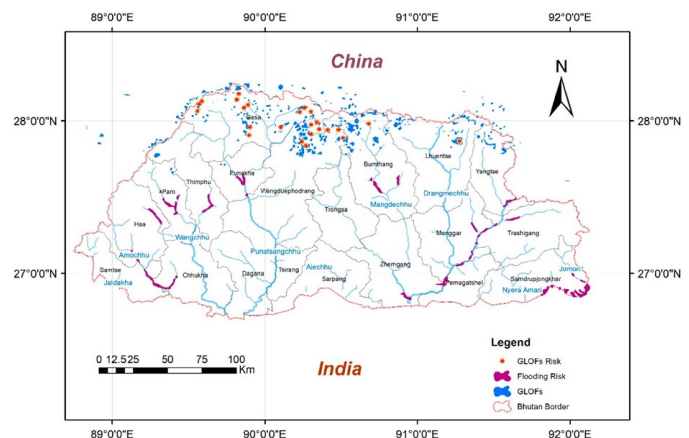 89°0'0"E 90°0'0"E 91°0'0"E 92°0'0"E
China
N
28°0'0"N 28°0'0"N
Gasa
Lhuentse
Bumthang
Yangtse
Punakha
Thimphu
Paro
Wangduephodrang
Drangmechhu
Mangdechhu
Trongsa
Haa
Wangchhu
Monggar
Trashigang
Punatsangchhu
Amochhu
Zhemgang
Aiechhu
Jomori
27°0'0"N 27°0'0"N
Samtse
Chhukha
Dagana
Tsirang
Sarpang
Pemagatshel
Samdrupjongkhar
Jaldakha
Nyera Amari
Legend
GLOFs Risk
Flooding Risk
GLOFs
Bhutan Border
0 12.525 50 75 100
Km
India
89°0'0"E 90°0'0"E 91°0'0"E 92°0'0"E